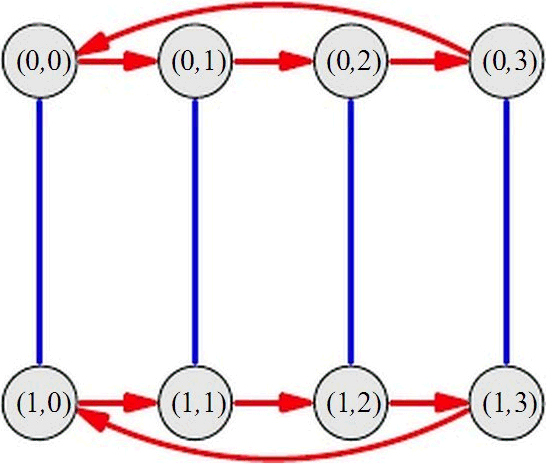 (0,0) (0,1) (0,2) (0,3)
(1,0) (1,1) (1,2) (1,3)